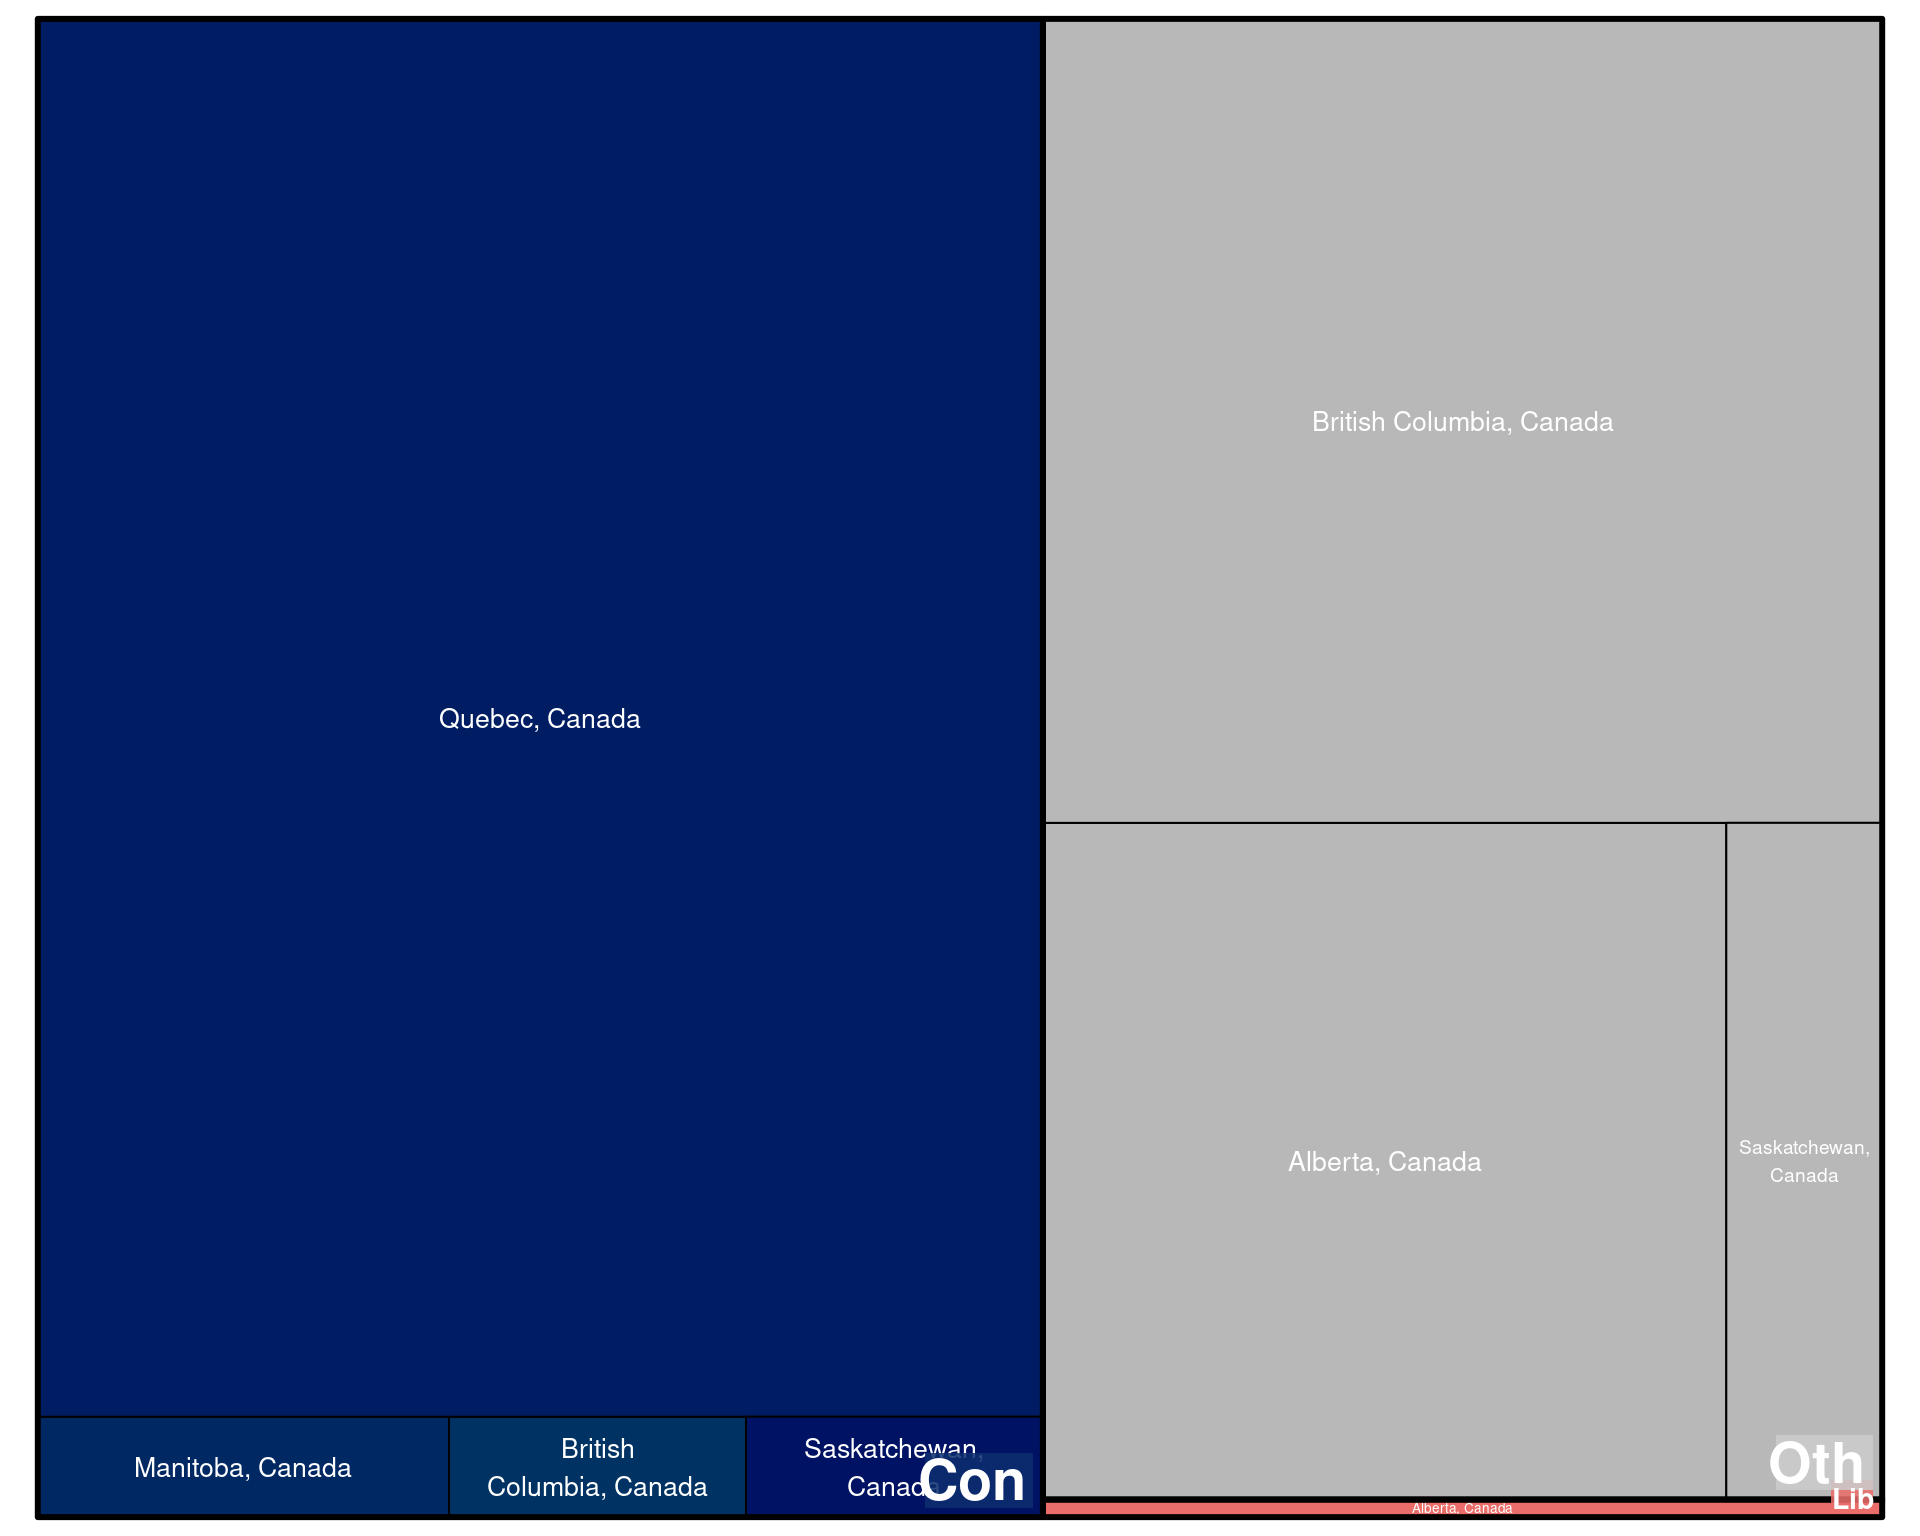 Quebec, Canada
Manitoba, Canada
British
Columbia, Canada
Saskatchewan,
Canada
Con
British Columbia, Canada
Alberta, Canada
Saskatchewan,
Canada
Oth
Lib
Alberta, Canada